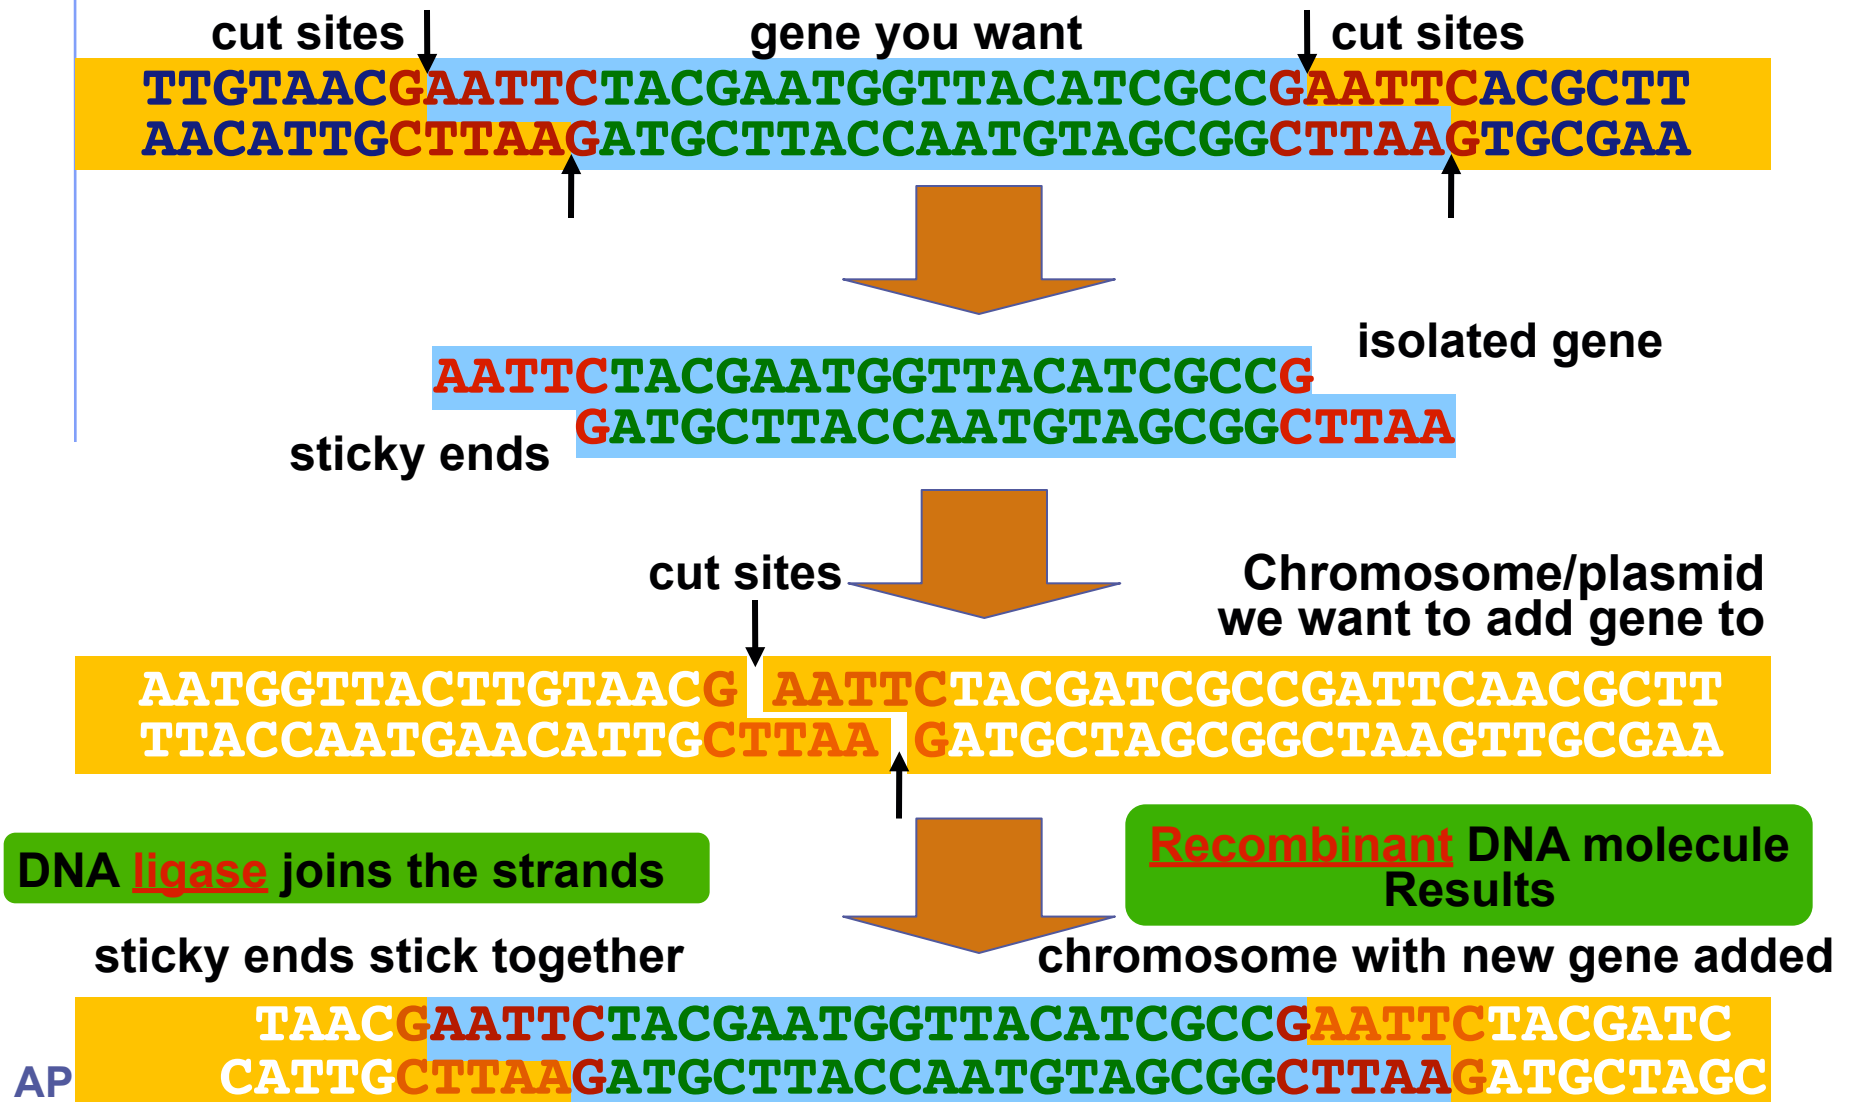 cut sites
gene you want
cut sites
TTGTAACGAATTCTACGAATGGTTACATCGCCGAATTCACGCTT
AACATTGCTTAAGATGCTTACCAATGTAGCGGCTTAAGTGCGAA
isolated gene
AATTCTACGAATGGTTACATCGCCG
GATGCTTACCAATGTAGCGGCTTAA
sticky ends
cut sites
Chromosome/plasmid
we want to add gene to
AATGGTTACTTGTAACG AATTCTACGATCGCCGATTCAACGCTT
TTACCAATGAACATTGCTTAA GATGCTAGCGGCTAAGTTGCGAA
DNA ligase joins the strands
Recombinant DNA molecule
Results
sticky ends stick together
chromosome with new gene added
TAACGAATTCTACGAATGGTTACATCGCCGAATTCTACGATC
CATTGCTTAAGATGCTTACCAATGTAGCGGCTTAAGATGCTAGC
AP